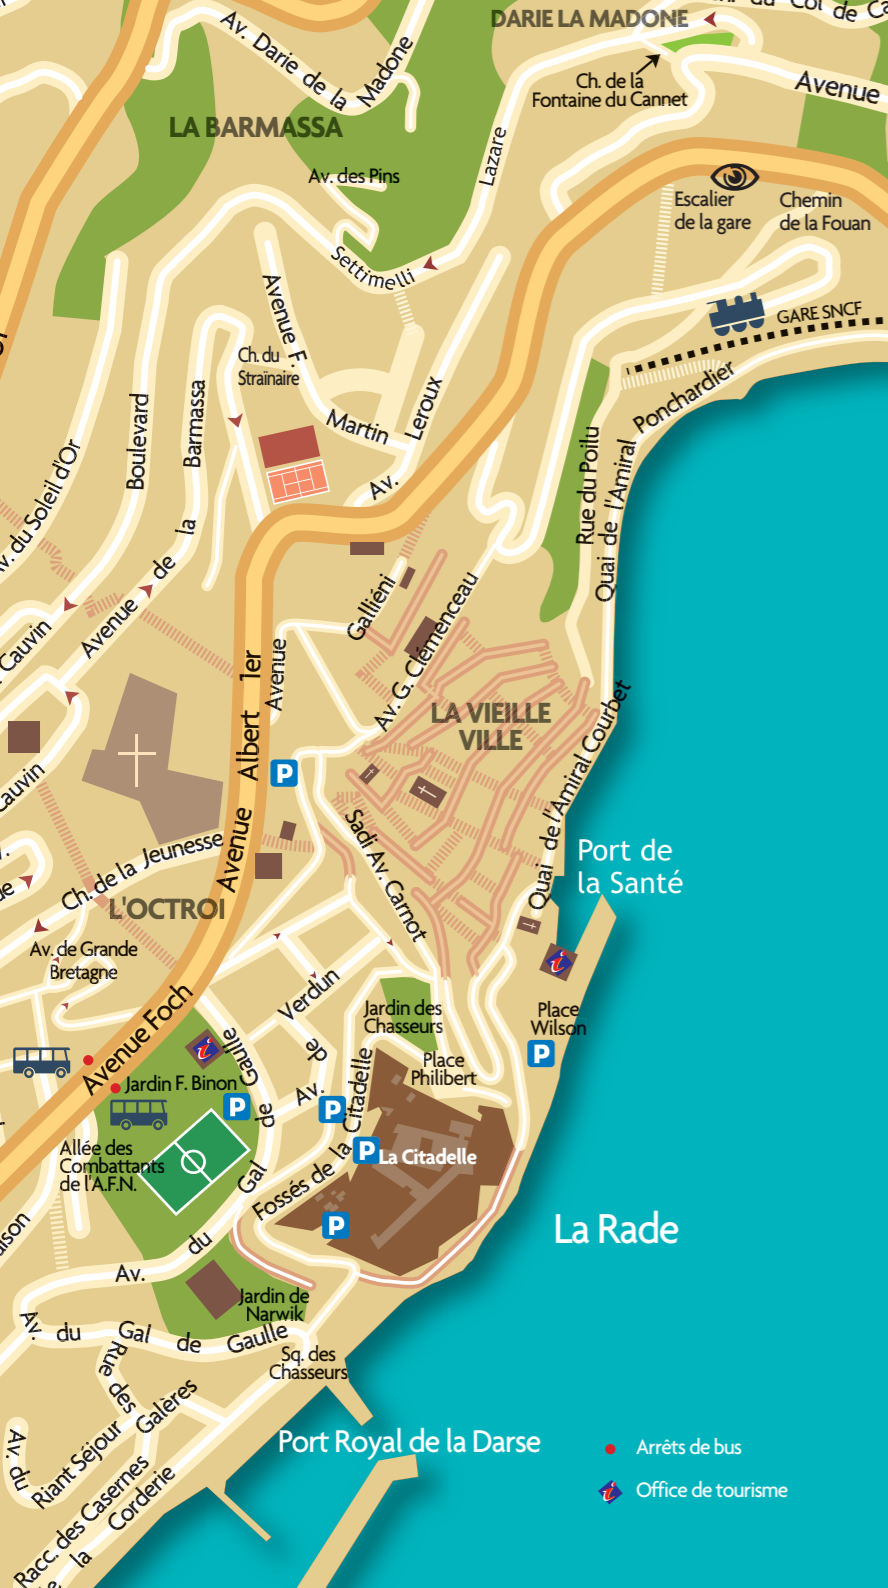 DARIE LA MADONE
du Col de Ca
Av. Darie de la Madone
Ch. de la
Fontaine du Cannet
Avenue
LA BARMASSA
Lazare
Av. des Pins
Escalier
de la gare
Chemin
de la Fouan
Settimelli
Avenue F.
Martin
GARE SNCF
Ch. du
Straïnaire
Leroux
Av.
Boulevard
Barmassa
la
de
Avenue
Ponchardier
Quai de l'Amiral
Rue du Poilu
v. du Soleil d'Or
Galliéni
Avenue
Av. G. Clémenceau
Cauvin
Avenue Albert 1er
LA VIEILLE
VILLE
Quai de l'Amiral Courbet
P
Cauvin
Sadi Av. Carnot
Port de
la Santé
Ch. de la Jeunesse
L'OCTROI
Av. de Grande
Bretagne
i
Verdun
de
Av.
Avenue Foch
Jardin des
Chasseurs
Place
Wilson
P
Place
Philibert
i
Gaulle
de
Gal
du
Av.
Jardin F. Binon
P
P
Citadelle
Fossés de la
P
La Citadelle
Allée des
Combattants
de l'A.F.N.
P
La Rade
Jardin de
Narwik
Av. du Gal de Gaulle
Sq. des
Chasseurs
Rue des
Galères
Port Royal de la Darse
Av. du
Riant Séjour
Racc. des Casernes
la Corderie
Arrêts de bus
i
Office de tourisme